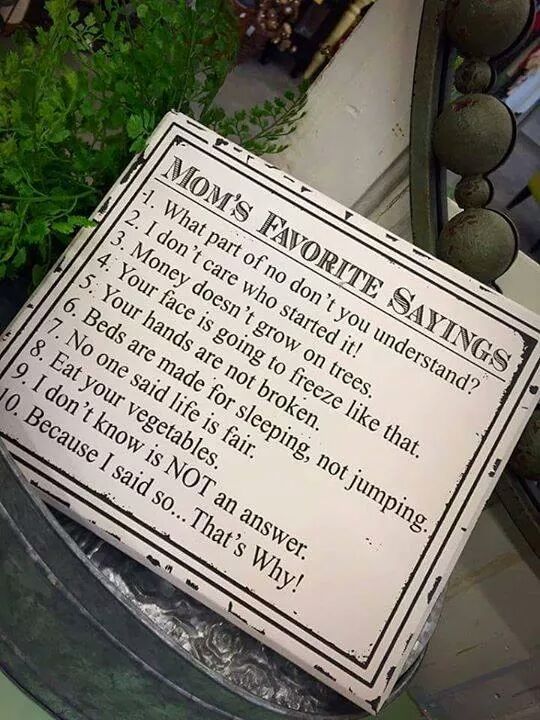 MOM'S FAVORITE SAYINGS
1. What part of no don't you understand?
2. I don't care who started it!
3. Money doesn't grow on trees.
4. Your face is going to freeze like that.
5. Your hands are not broken.
6. Beds are made for sleeping, not jumping.
7. No one said life is fair.
8. Eat your vegetables.
9. I don't know is NOT an answer.
10. Because I said so... That's Why!